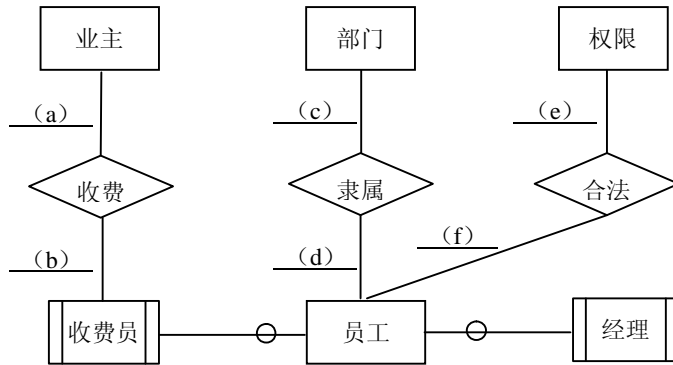 业主 部门 权限
（a） （c） （e）
收费 隶属 合法
（f）
（b） （d）
收费员 员工 经理